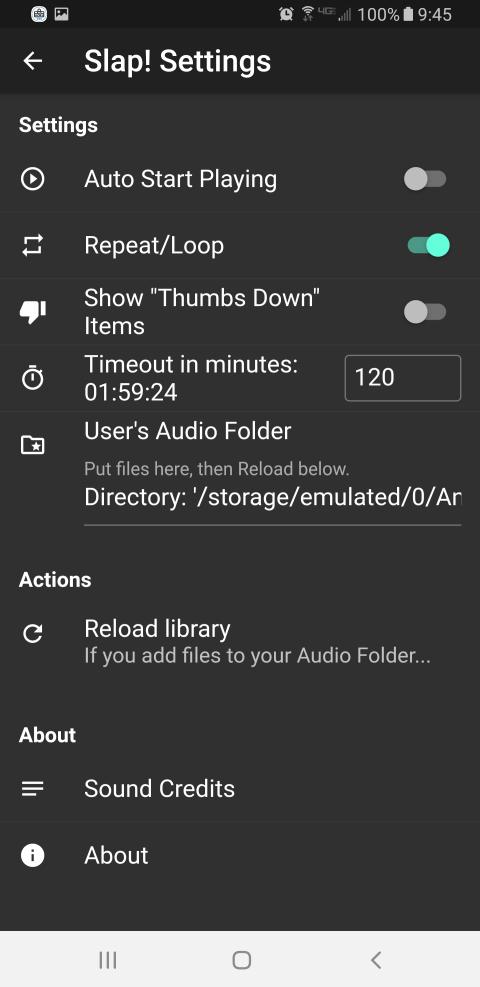 100% 9:45
Slap! Settings
Settings
Auto Start Playing
Repeat/Loop
Show "Thumbs Down"
Items
Timeout in minutes:
01:59:24
120
User's Audio Folder
Put files here, then Reload below.
Directory: '/storage/emulated/0/An
Actions
Reload library
If you add files to your Audio Folder...
About
Sound Credits
About